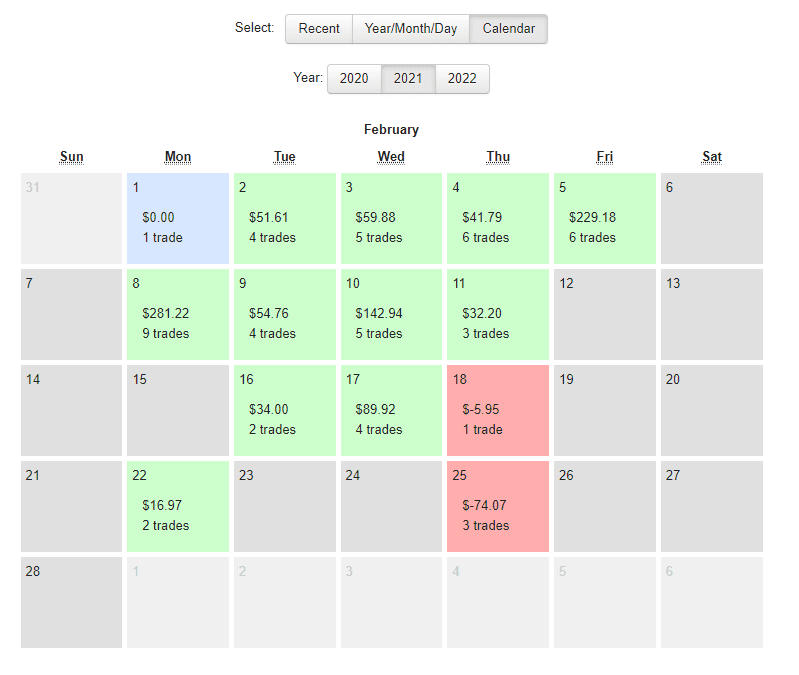 Select: Recent Year/Month/Day Calendar
Year: 2020 2021 2022
February
Sun Mon Tue Wed Thu Fri Sat
31 1 2 3 4 5 6
$0.00 $51.61 $59.88 $41.79 $229.18
1 trade 4 trades 5 trades 6 trades 6 trades
7 8 9 10 11 12 13
$281.22 $54.76 $142.94 $32.20
9 trades 4 trades 5 trades 3 trades
14 15 16 17 18 19 20
$34.00 $89.92 $-5.95
2 trades 4 trades 1 trade
21 22 23 24 25 26 27
$16.97 $-74.07
2 trades 3 trades
28 1 2 3 4 5 6